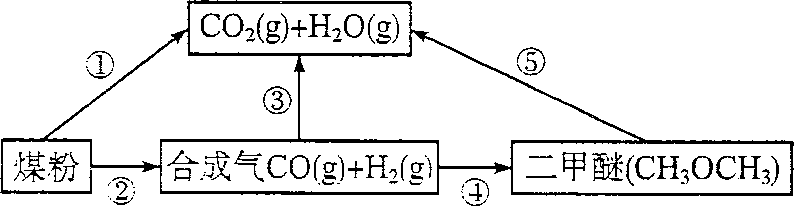 CO₂(g)+H₂O(g)
① ③ ⑤
煤粉 ② 合成气CO(g)+H₂(g) ④ 二甲醚(CH₃OCH₃)